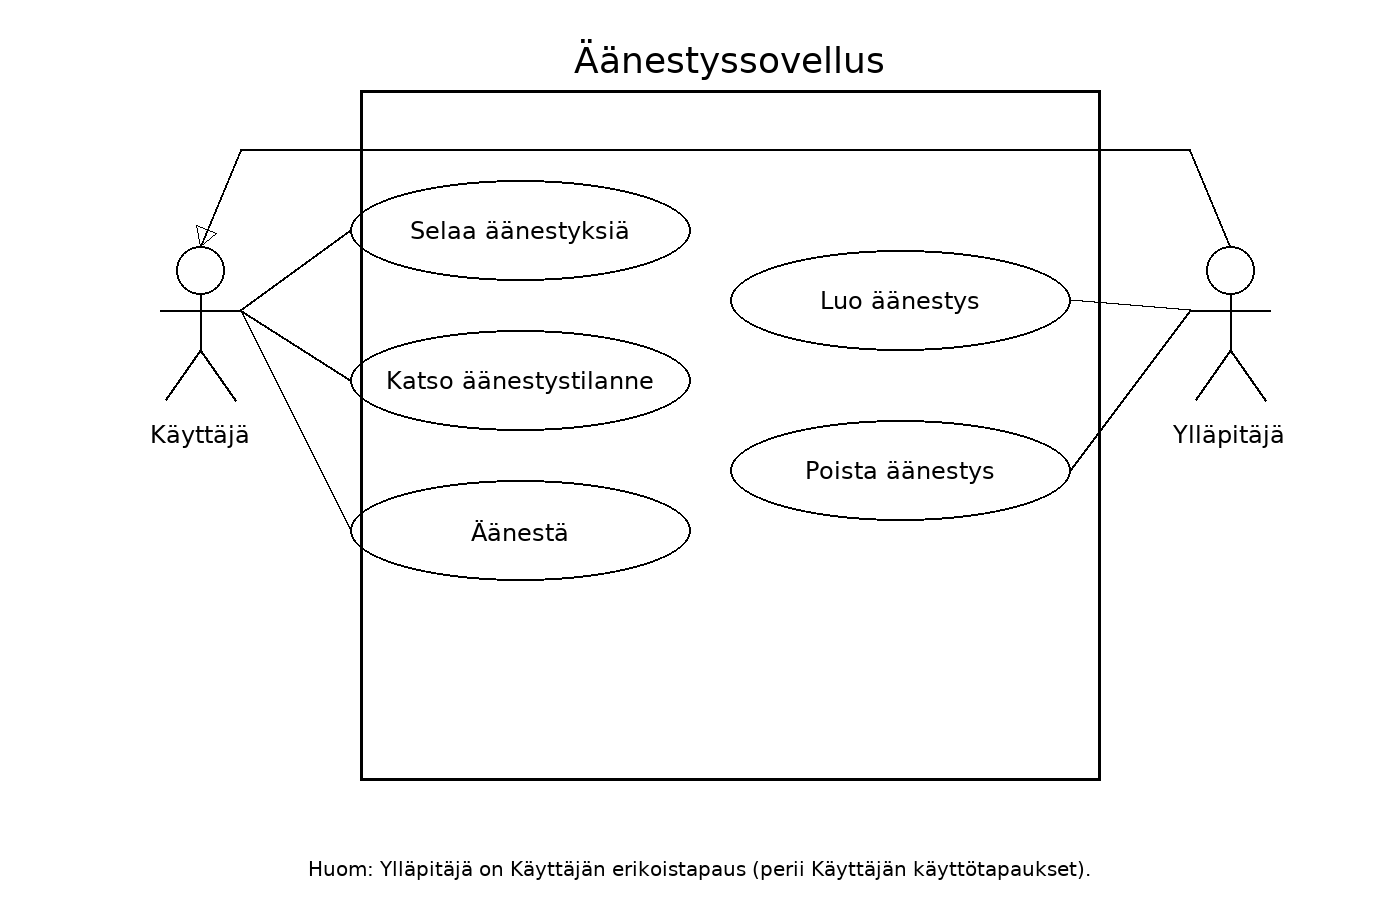 Äänestyssovellus
Selaa äänestyksiä
Luo äänestys
Katso äänestystilanne
Käyttäjä
Ylläpitäjä
Poista äänestys
Äänestä
Huom: Ylläpitäjä on Käyttäjän erikoistapaus (perii Käyttäjän käyttötapaukset).